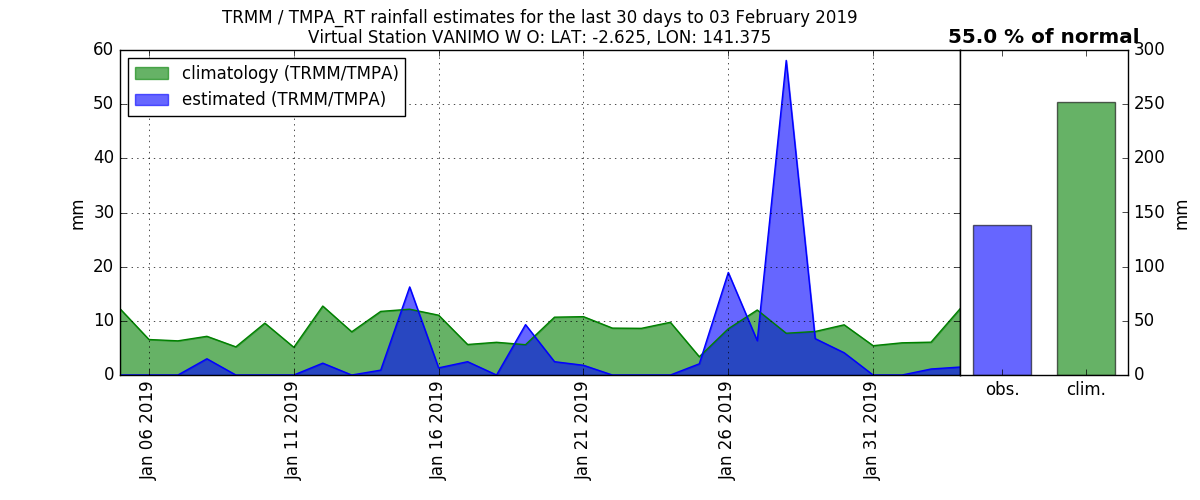 TRMM / TMPA_RT rainfall estimates for the last 30 days to 03 February 2019
Virtual Station VANIMO W O: LAT: -2.625, LON: 141.375
55.0 % of normal
climatology (TRMM/TMPA)
estimated (TRMM/TMPA)
60
50
40
30
20
10
0
mm
Jan 06 2019
Jan 11 2019
Jan 16 2019
Jan 21 2019
Jan 26 2019
Jan 31 2019
300
250
200
150
100
50
0
mm
obs.
clim.